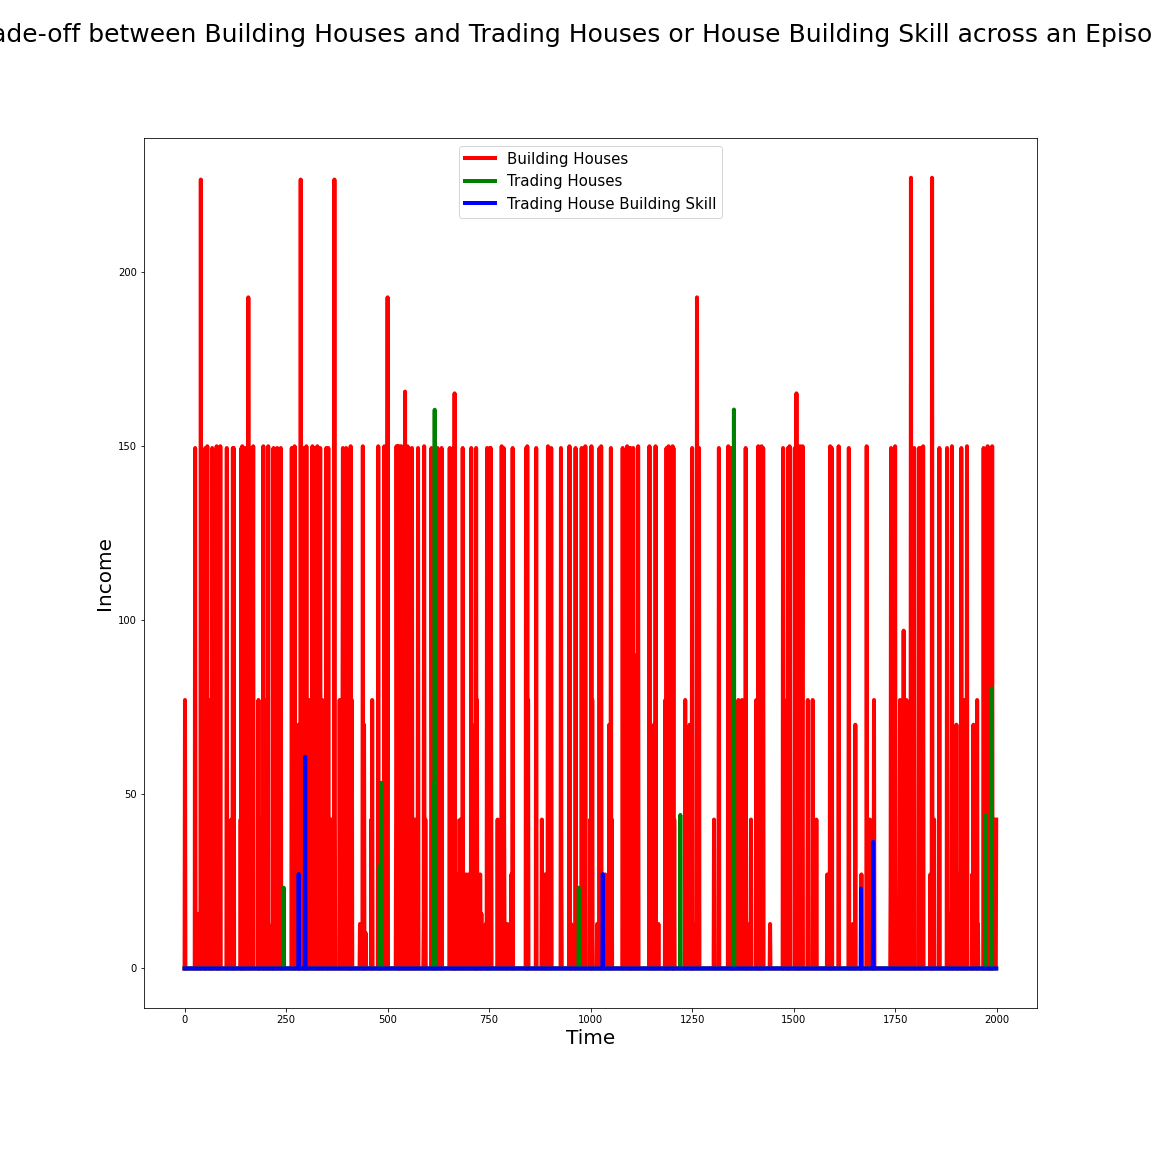 ade-off between Building Houses and Trading Houses or House Building Skill across an Episo
Building Houses
Trading Houses
Trading House Building Skill
200
150
100
50
0
Income
0 250 500 750 1000 1250 1500 1750 2000
Time